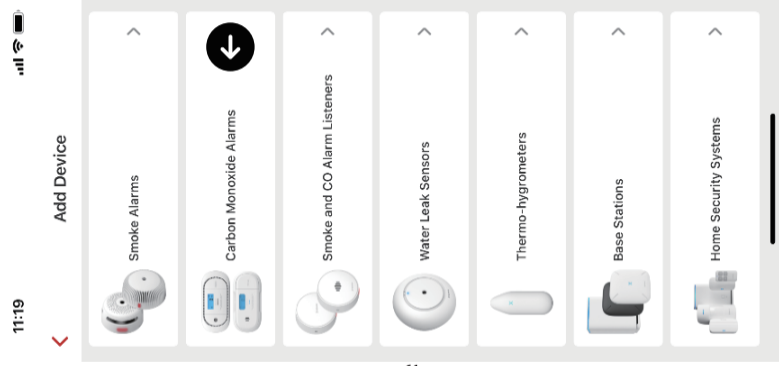 11:19
Add Device
Smoke Alarms
Carbon Monoxide Alarms
Smoke and CO Alarm Listeners
Water Leak Sensors
Thermo-hygrometers
Base Stations
Home Security Systems